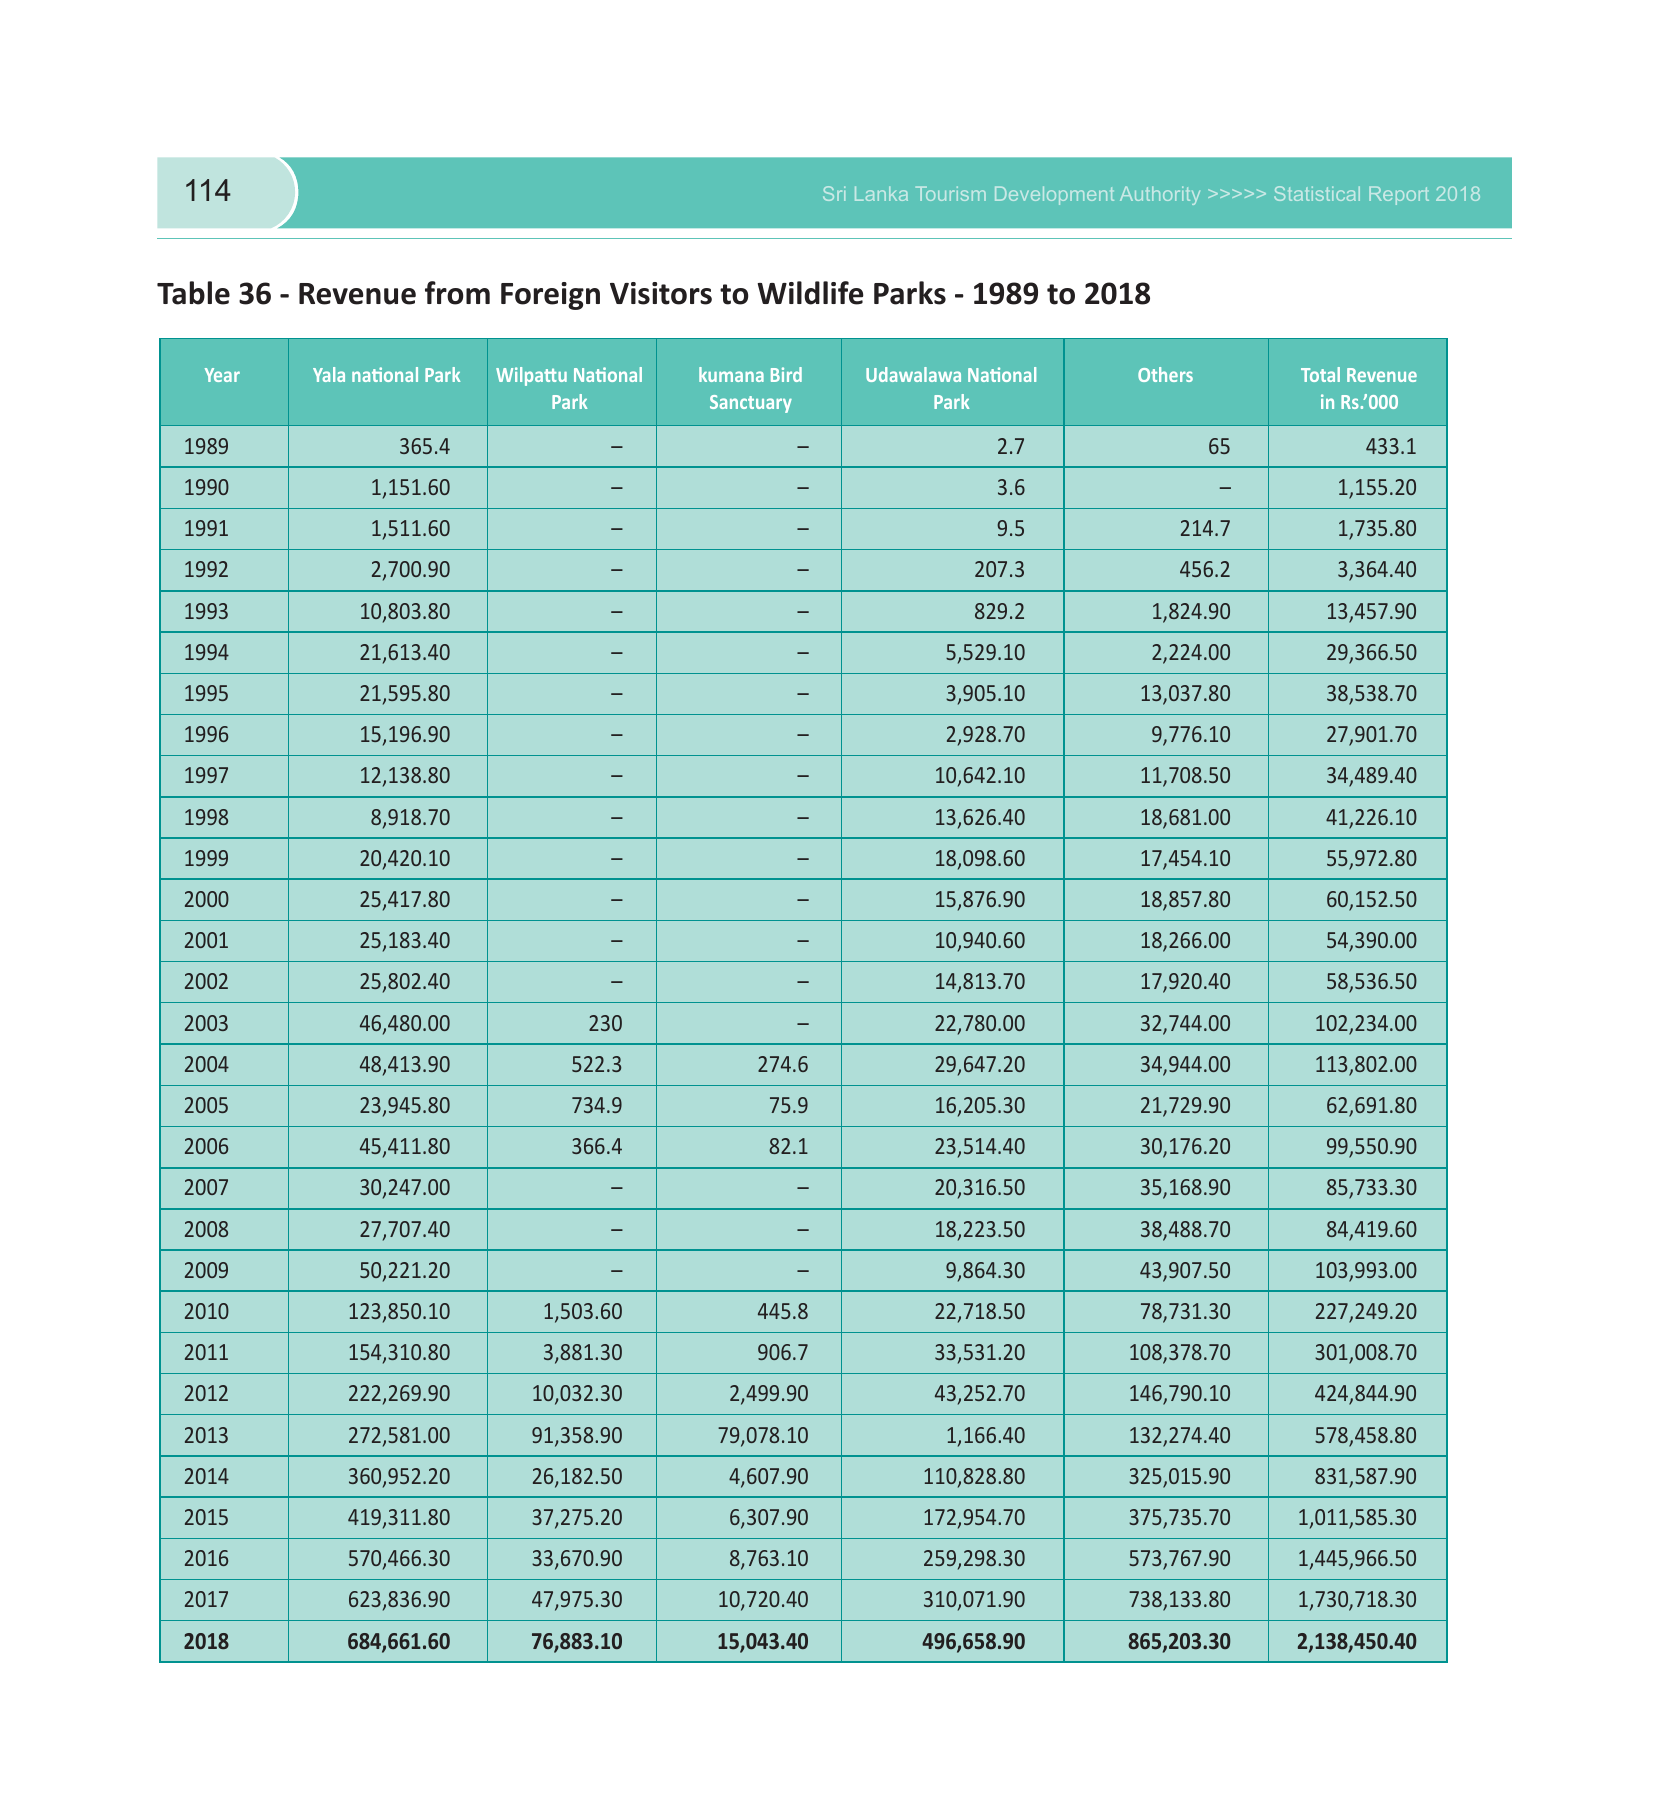 114
Sri Lanka Tourism Development Authority >>>>> Statistical Report 2018
Table 36 - Revenue from Foreign Visitors to Wildlife Parks - 1989 to 2018
Year Yala national Park Wilpattu National Park kumana Bird Sanctuary Udawalawa National Park Others Total Revenue in Rs.'000
1989 365.4 – – 2.7 65 433.1
1990 1,151.60 – – 3.6 – 1,155.20
1991 1,511.60 – – 9.5 214.7 1,735.80
1992 2,700.90 – – 207.3 456.2 3,364.40
1993 10,803.80 – – 829.2 1,824.90 13,457.90
1994 21,613.40 – – 5,529.10 2,224.00 29,366.50
1995 21,595.80 – – 3,905.10 13,037.80 38,538.70
1996 15,196.90 – – 2,928.70 9,776.10 27,901.70
1997 12,138.80 – – 10,642.10 11,708.50 34,489.40
1998 8,918.70 – – 13,626.40 18,681.00 41,226.10
1999 20,420.10 – – 18,098.60 17,454.10 55,972.80
2000 25,417.80 – – 15,876.90 18,857.80 60,152.50
2001 25,183.40 – – 10,940.60 18,266.00 54,390.00
2002 25,802.40 – – 14,813.70 17,920.40 58,536.50
2003 46,480.00 230 – 22,780.00 32,744.00 102,234.00
2004 48,413.90 522.3 274.6 29,647.20 34,944.00 113,802.00
2005 23,945.80 734.9 75.9 16,205.30 21,729.90 62,691.80
2006 45,411.80 366.4 82.1 23,514.40 30,176.20 99,550.90
2007 30,247.00 – – 20,316.50 35,168.90 85,733.30
2008 27,707.40 – – 18,223.50 38,488.70 84,419.60
2009 50,221.20 – – 9,864.30 43,907.50 103,993.00
2010 123,850.10 1,503.60 445.8 22,718.50 78,731.30 227,249.20
2011 154,310.80 3,881.30 906.7 33,531.20 108,378.70 301,008.70
2012 222,269.90 10,032.30 2,499.90 43,252.70 146,790.10 424,844.90
2013 272,581.00 91,358.90 79,078.10 1,166.40 132,274.40 578,458.80
2014 360,952.20 26,182.50 4,607.90 110,828.80 325,015.90 831,587.90
2015 419,311.80 37,275.20 6,307.90 172,954.70 375,735.70 1,011,585.30
2016 570,466.30 33,670.90 8,763.10 259,298.30 573,767.90 1,445,966.50
2017 623,836.90 47,975.30 10,720.40 310,071.90 738,133.80 1,730,718.30
2018 684,661.60 76,883.10 15,043.40 496,658.90 865,203.30 2,138,450.40